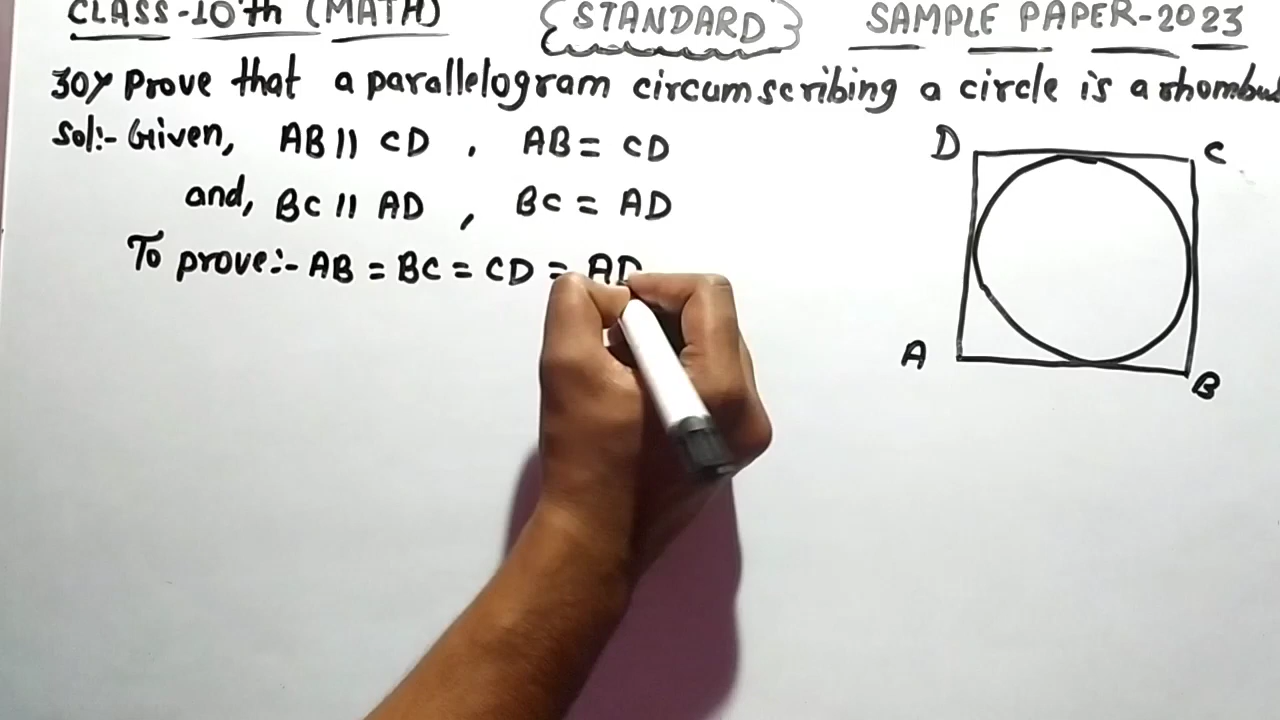 CLASS-10th (MATH) STANDARD SAMPLE PAPER-2023
30> Prove that a parallelogram circumscribing a circle is a rhombus
Sol:- Given, AB || CD , AB = CD
and, BC || AD , BC = AD
To prove:- AB = BC = CD = AD
D C
A B